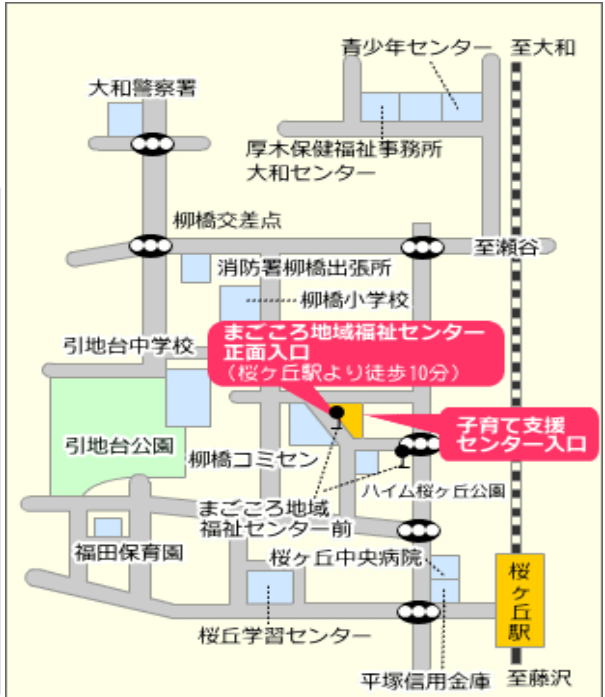 青少年センター
至大和
大和警察署
厚木保健福祉事務所
大和センター
柳橋交差点
至瀬谷
消防署柳橋出張所
柳橋小学校
まごころ地域福祉センター
正面入口
(桜ヶ丘駅より徒歩10分)
引地台中学校
子育て支援
センター入口
引地台公園
柳橋コミセン
ハイム桜ヶ丘公園
まごころ地域
福祉センター前
福田保育園
桜ヶ丘中央病院
桜ヶ丘駅
桜丘学習センター
平塚信用金庫
至藤沢